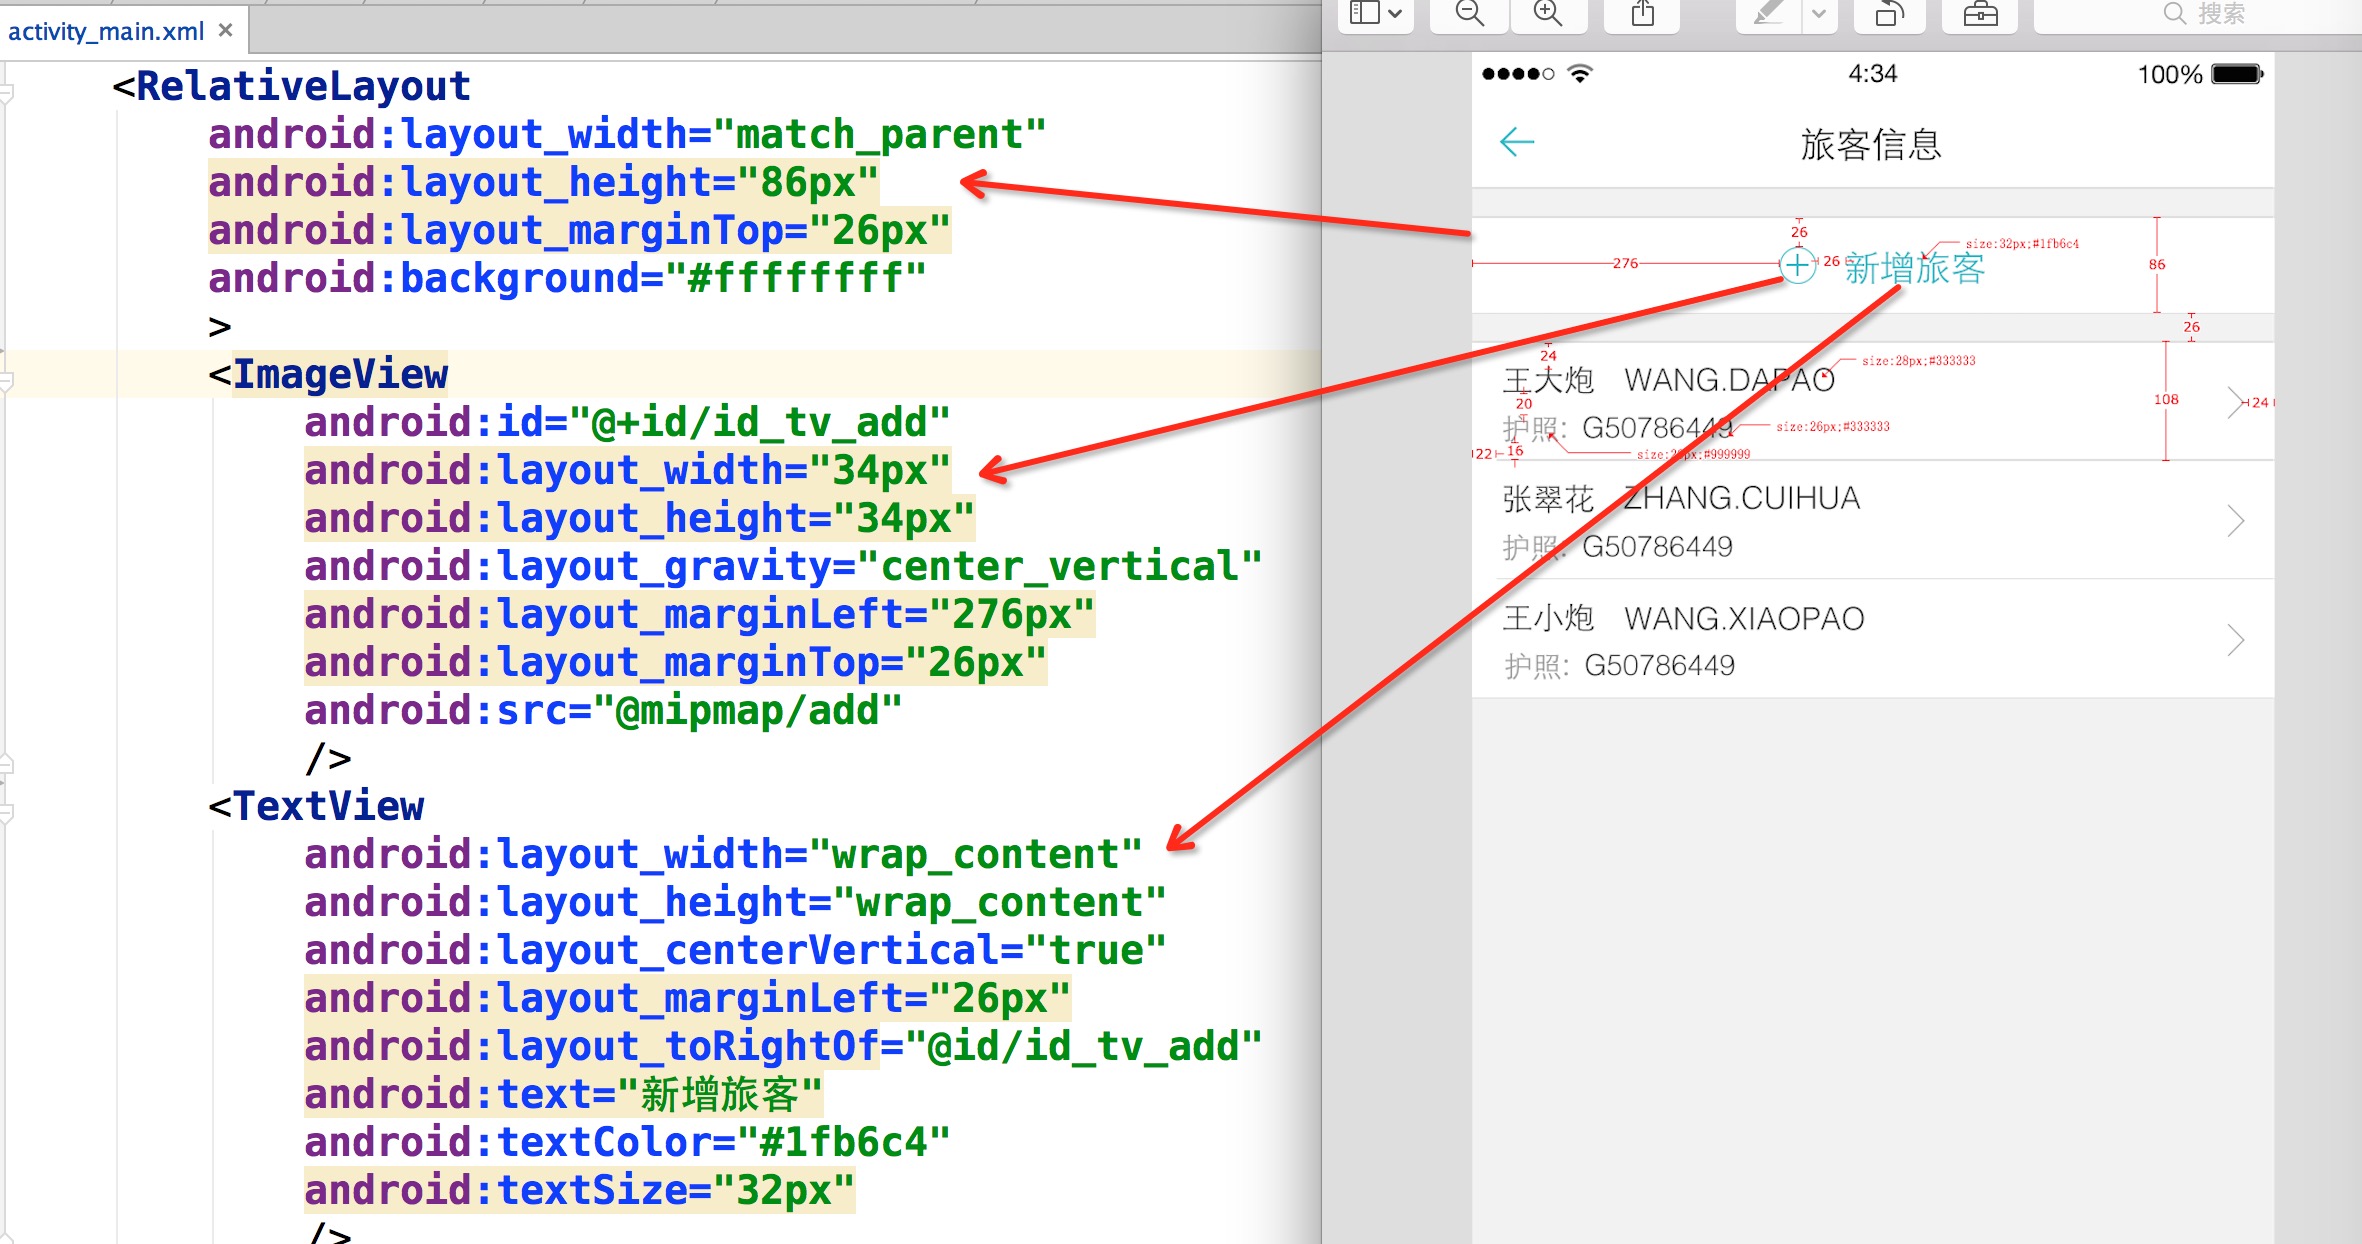 activity_main.xml
<RelativeLayout
android:layout_width="match_parent"
android:layout_height="86px"
android:layout_marginTop="26px"
android:background="#ffffffff"
>
<ImageView
android:id="@+id/id_tv_add"
android:layout_width="34px"
android:layout_height="34px"
android:layout_gravity="center_vertical"
android:layout_marginLeft="276px"
android:layout_marginTop="26px"
android:src="@mipmap/add"
/>
<TextView
android:layout_width="wrap_content"
android:layout_height="wrap_content"
android:layout_centerVertical="true"
android:layout_marginLeft="26px"
android:layout_toRightOf="@id/id_tv_add"
android:text="新增旅客"
android:textColor="#1fb6c4"
android:textSize="32px"
/>
搜索
4:34 100%
旅客信息
26
size:32px;#1fb6c4
276 26 新增旅客 86
26
24
size:28px;#333333
王大炮 WANG.DAPAO
20 108 24
护照: G50786449 size:26px;#333333
22 16 px;#999999
张翠花 ZHANG.CUIHUA
护照: G50786449
王小炮 WANG.XIAOPAO
护照: G50786449